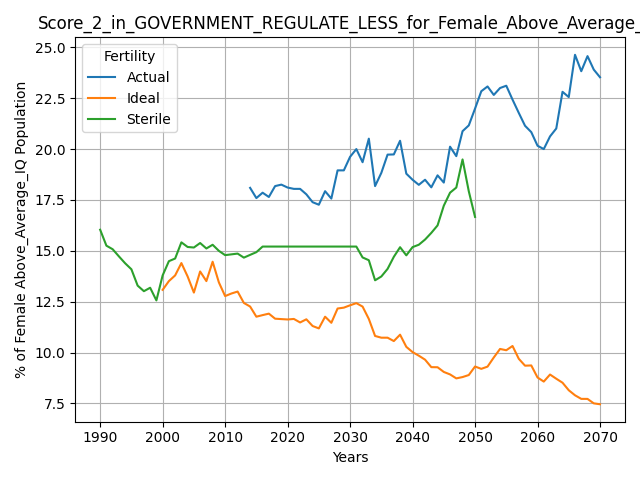 Score_2_in_GOVERNMENT_REGULATE_LESS_for_Female_Above_Average_
Fertility
Actual
Ideal
Sterile
% of Female Above_Average_IQ Population
25.0
22.5
20.0
17.5
15.0
12.5
10.0
7.5
1990 2000 2010 2020 2030 2040 2050 2060 2070
Years